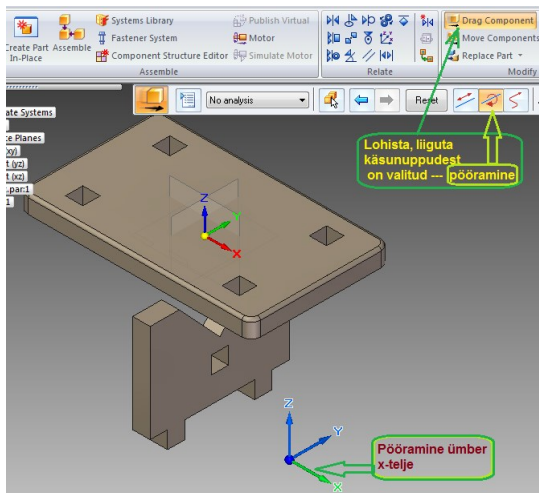 Systems Library
Publish Virtual
Drag Component
Create Part
In-Place
Assemble
Fastener System
Motor
Move Components
Component Structure Editor
Simulate Motor
Replace Part
Assemble
Relate
Modify
ate Systems
No analysis
Reset
ce Planes
(xy)
t (yz)
t (xz)
.par:1
1
Lohista, liiguta
käsunuppudest
on valitud --- pööramine
Z
Y
X
Z
Y
X
Pööramine ümber
x-telje